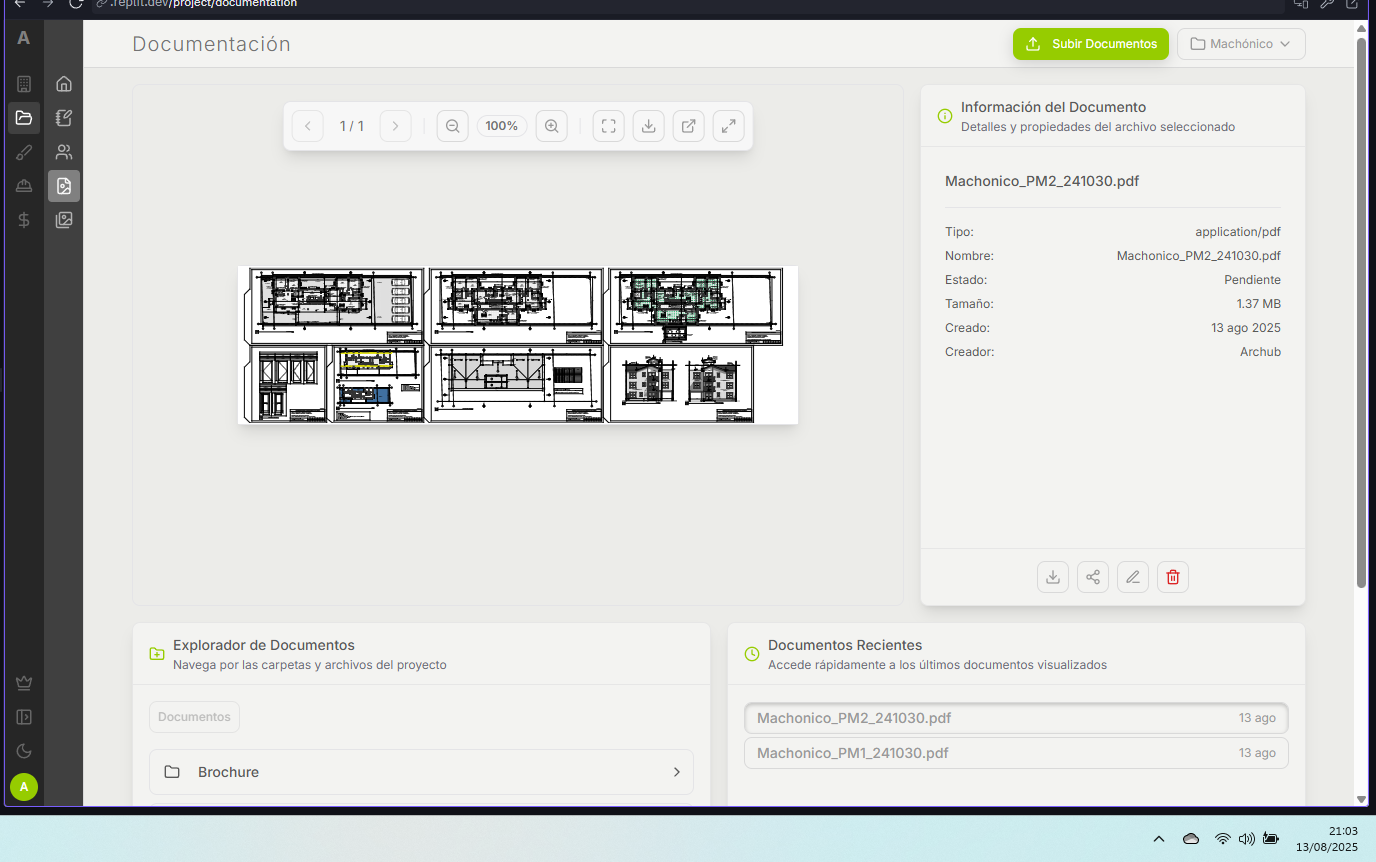 .replit.dev/project/documentation
A
Documentación
Subir Documentos
Machónico
1 / 1
100%
Información del Documento
Detalles y propiedades del archivo seleccionado
Machonico_PM2_241030.pdf
Tipo: application/pdf
Nombre: Machonico_PM2_241030.pdf
Estado: Pendiente
Tamaño: 1.37 MB
Creado: 13 ago 2025
Creador: Archub
Explorador de Documentos
Navega por las carpetas y archivos del proyecto
Documentos
Brochure
Documentos Recientes
Accede rápidamente a los últimos documentos visualizados
Machonico_PM2_241030.pdf 13 ago
Machonico_PM1_241030.pdf 13 ago
A
21:03
13/08/2025